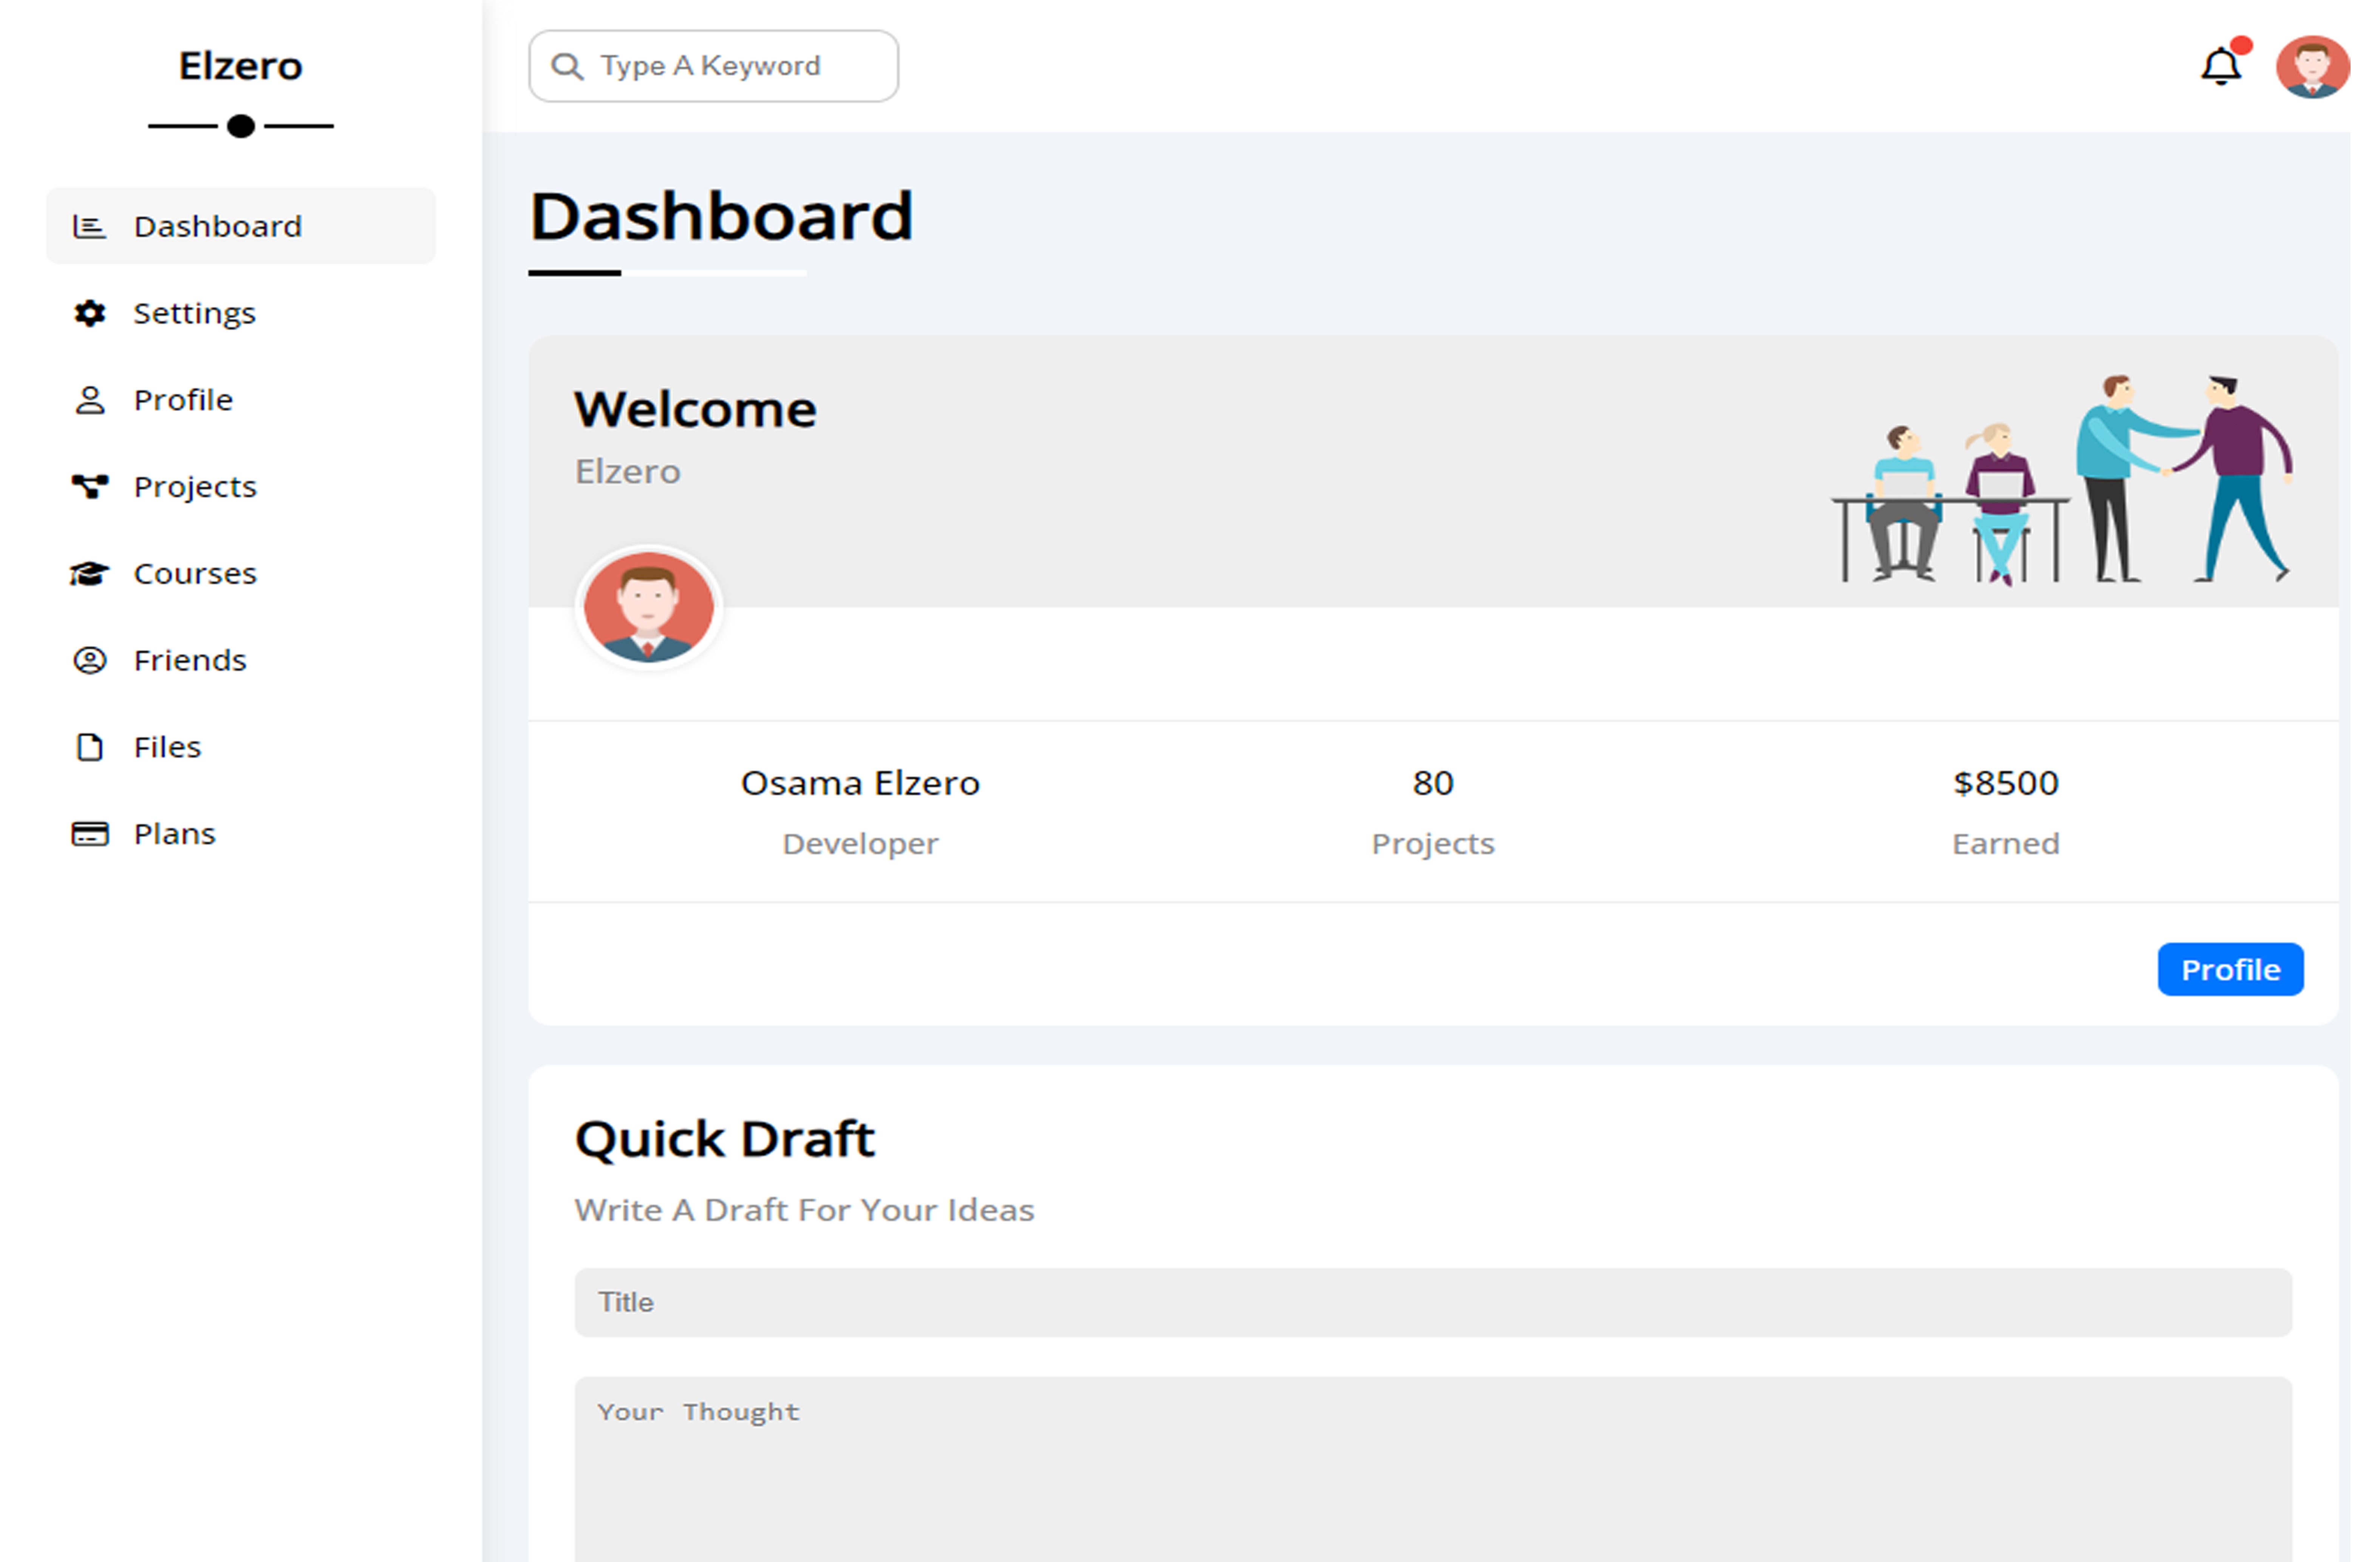 Elzero
Dashboard
Settings
Profile
Projects
Courses
Friends
Files
Plans
Type A Keyword
Dashboard
Welcome
Elzero
Osama Elzero
Developer
80
Projects
$8500
Earned
Profile
Quick Draft
Write A Draft For Your Ideas
Title
Your Thought